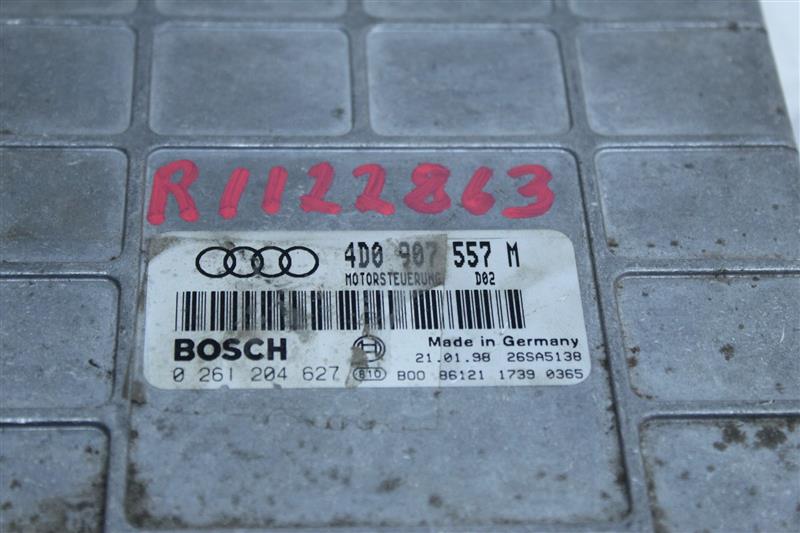 R1122863
4D0 907 557 M
MOTORSTEUERUNG D02
BOSCH
Made in Germany
21.01.98 26SA5138
0 261 204 627 810 B00 86121 1739 0365